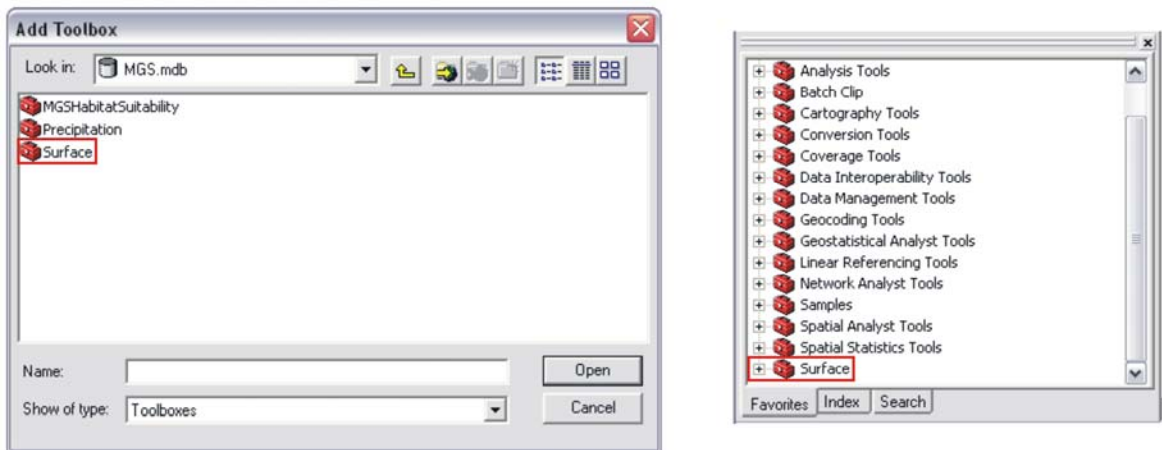 Add Toolbox
Look in: MGS.mdb
MGSHabitatSuitability
Precipitation
Surface
Name:
Open
Show of type: Toolboxes
Cancel
Analysis Tools
Batch Clip
Cartography Tools
Conversion Tools
Coverage Tools
Data Interoperability Tools
Data Management Tools
Geocoding Tools
Geostatistical Analyst Tools
Linear Referencing Tools
Network Analyst Tools
Samples
Spatial Analyst Tools
Spatial Statistics Tools
Surface
Favorites Index Search